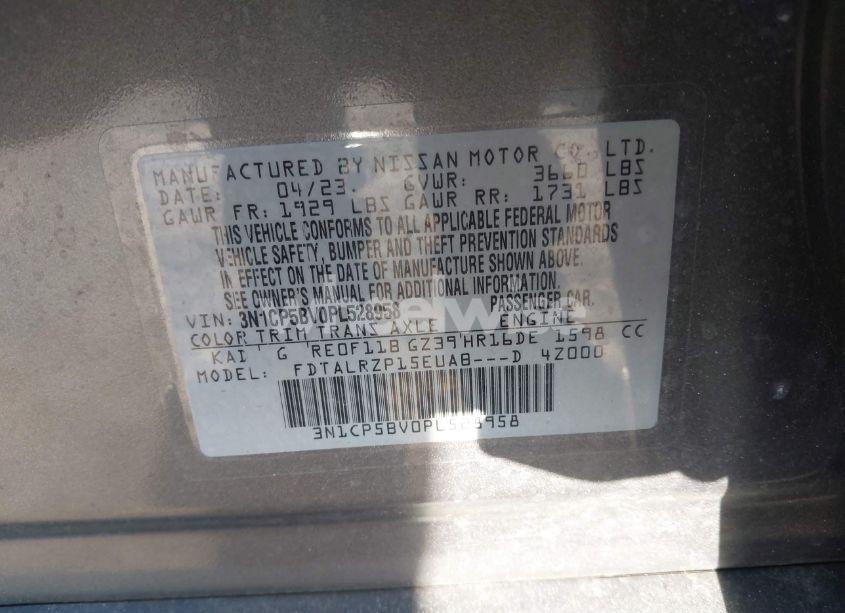 MANUFACTURED BY NISSAN MOTOR CO., LTD.
DATE: 04/23. GVWR: 3660 LBS
GAWR FR: 1929 LBS GAWR RR: 1731 LBS
THIS VEHICLE CONFORMS TO ALL APPLICABLE FEDERAL MOTOR
VEHICLE SAFETY, BUMPER AND THEFT PREVENTION STANDARDS
IN EFFECT ON THE DATE OF MANUFACTURE SHOWN ABOVE.
SEE OWNER'S MANUAL FOR ADDITIONAL INFORMATION.
VIN: 3N1CP5BV0PL528958 PASSENGER CAR.
COLOR TRIM TRANS AXLE ENGINE
KAD G RE0F11B GZ39 HR16DE 1598 CC
MODEL: FDTALRZP15EUAB---D 4Z000
3N1CP5BV0PL528958